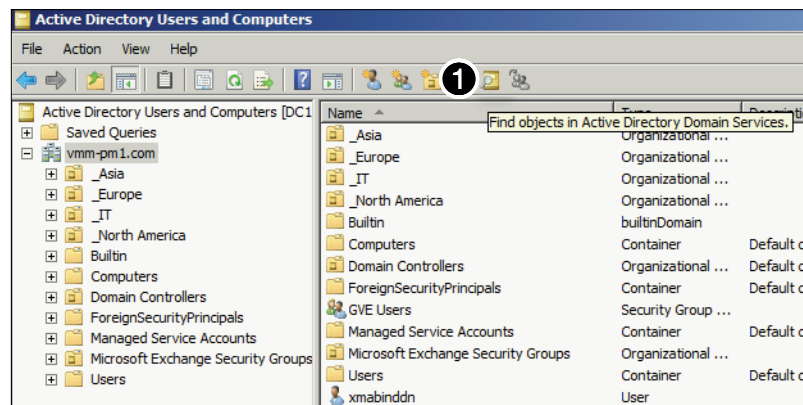 Active Directory Users and Computers
File Action View Help
1
Active Directory Users and Computers [DC1
Saved Queries
vmm-pm1.com
_Asia
_Europe
_IT
_North America
Builtin
Computers
Domain Controllers
ForeignSecurityPrincipals
Managed Service Accounts
Microsoft Exchange Security Groups
Users
Name
Find objects in Active Directory Domain Services.
_Asia Organizational ...
_Europe Organizational ...
_IT Organizational ...
_North America Organizational ...
Builtin builtinDomain
Computers Container Default c
Domain Controllers Organizational ... Default c
ForeignSecurityPrincipals Container Default c
GVE Users Security Group ...
Managed Service Accounts Container Default c
Microsoft Exchange Security Groups Organizational ...
Users Container Default c
xmabinddn User